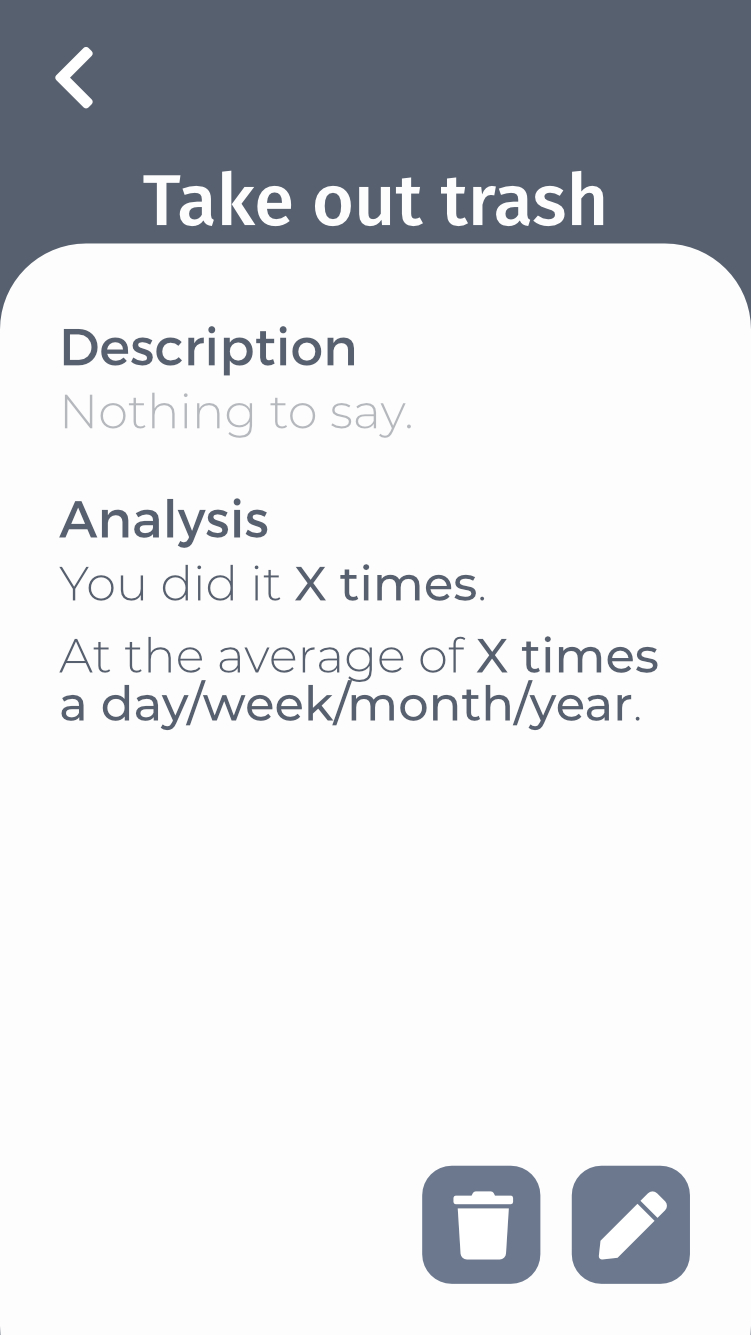 Take out trash
Description
Nothing to say.
Analysis
You did it X times.
At the average of X times
a day/week/month/year.